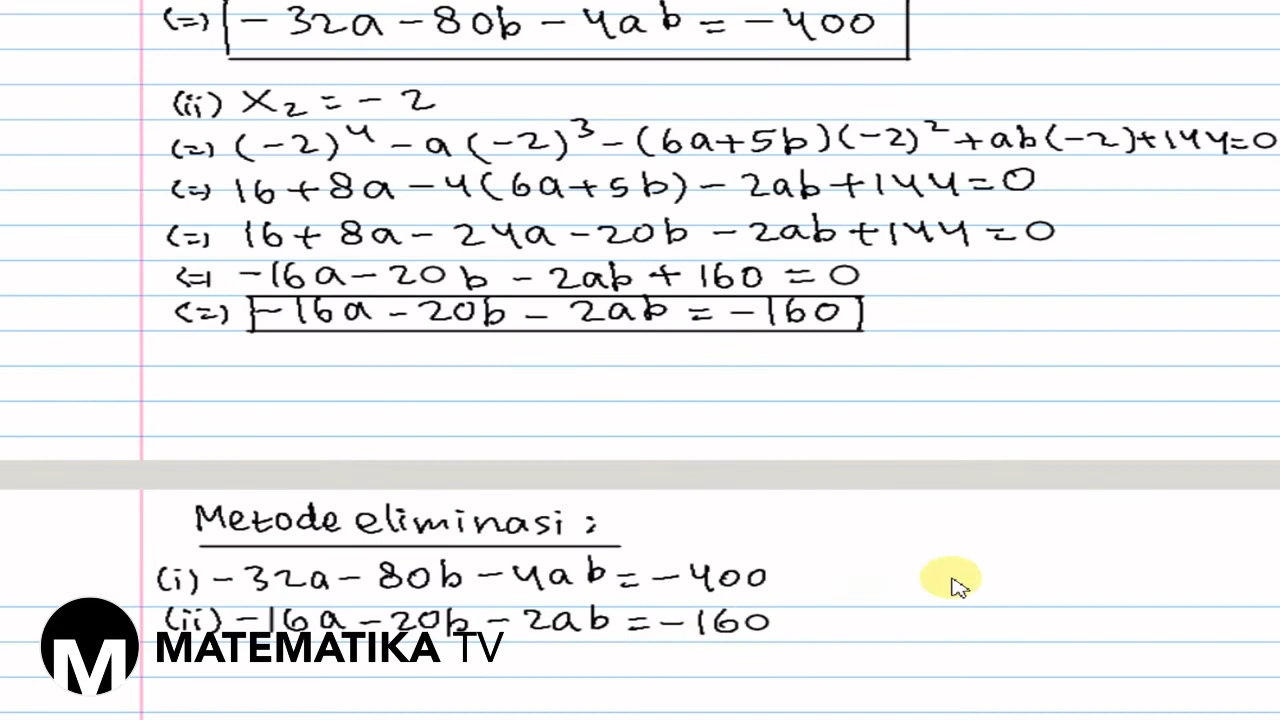 (=) -32a - 80b - 4ab = -400
(ii) x₂ = -2
(=) (-2)⁴ - a(-2)³ - (6a+5b)(-2)² + ab(-2) + 144 = 0
(=) 16 + 8a - 4(6a+5b) - 2ab + 144 = 0
(=) 16 + 8a - 24a - 20b - 2ab + 144 = 0
(=) -16a - 20b - 2ab + 160 = 0
(=) -16a - 20b - 2ab = -160
Metode eliminasi :
(i) -32a - 80b - 4ab = -400
(ii) -16a - 20b - 2ab = -160
M MATEMATIKA TV